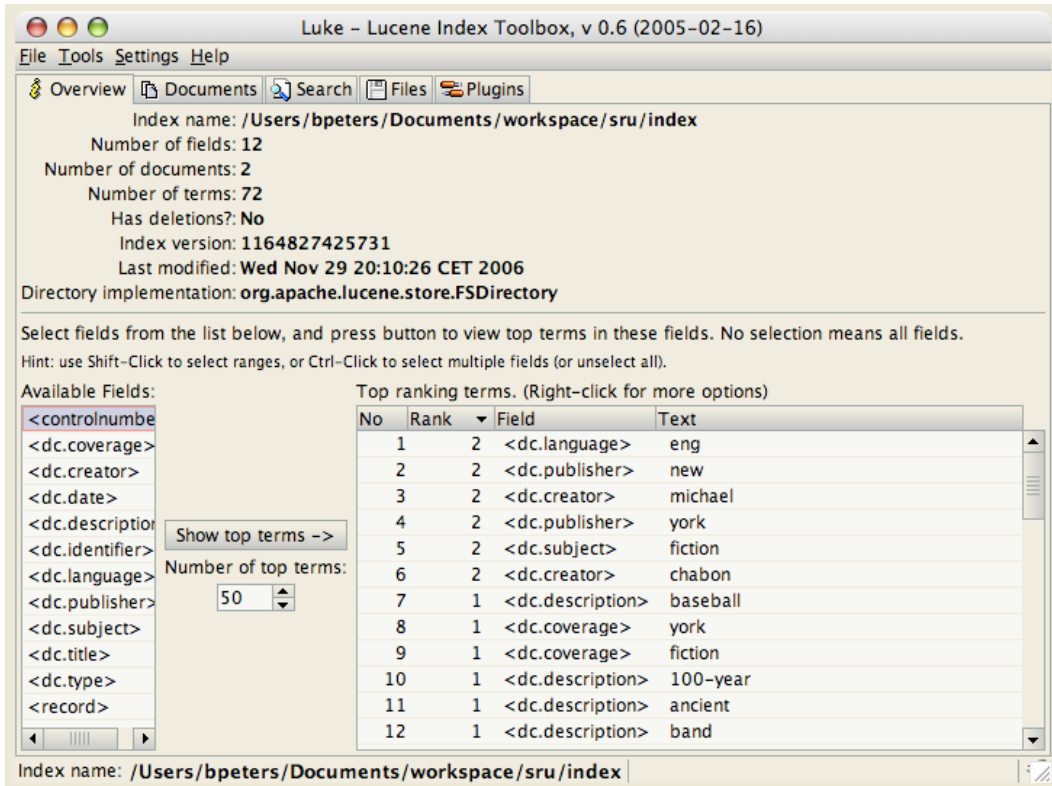 Luke – Lucene Index Toolbox, v 0.6 (2005–02–16)
File Tools Settings Help
Overview Documents Search Files Plugins
Index name: /Users/bpeters/Documents/workspace/sru/index
Number of fields: 12
Number of documents: 2
Number of terms: 72
Has deletions?: No
Index version: 1164827425731
Last modified: Wed Nov 29 20:10:26 CET 2006
Directory implementation: org.apache.lucene.store.FSDirectory
Select fields from the list below, and press button to view top terms in these fields. No selection means all fields.
Hint: use Shift–Click to select ranges, or Ctrl–Click to select multiple fields (or unselect all).
Available Fields:
<controlnumbe
<dc.coverage>
<dc.creator>
<dc.date>
<dc.description
<dc.identifier>
<dc.language>
<dc.publisher>
<dc.subject>
<dc.title>
<dc.type>
<record>
Show top terms –>
Number of top terms:
50
Top ranking terms. (Right–click for more options)
No Rank Field Text
1 2 <dc.language> eng
2 2 <dc.publisher> new
3 2 <dc.creator> michael
4 2 <dc.publisher> york
5 2 <dc.subject> fiction
6 2 <dc.creator> chabon
7 1 <dc.description> baseball
8 1 <dc.coverage> york
9 1 <dc.coverage> fiction
10 1 <dc.description> 100–year
11 1 <dc.description> ancient
12 1 <dc.description> band
Index name: /Users/bpeters/Documents/workspace/sru/index